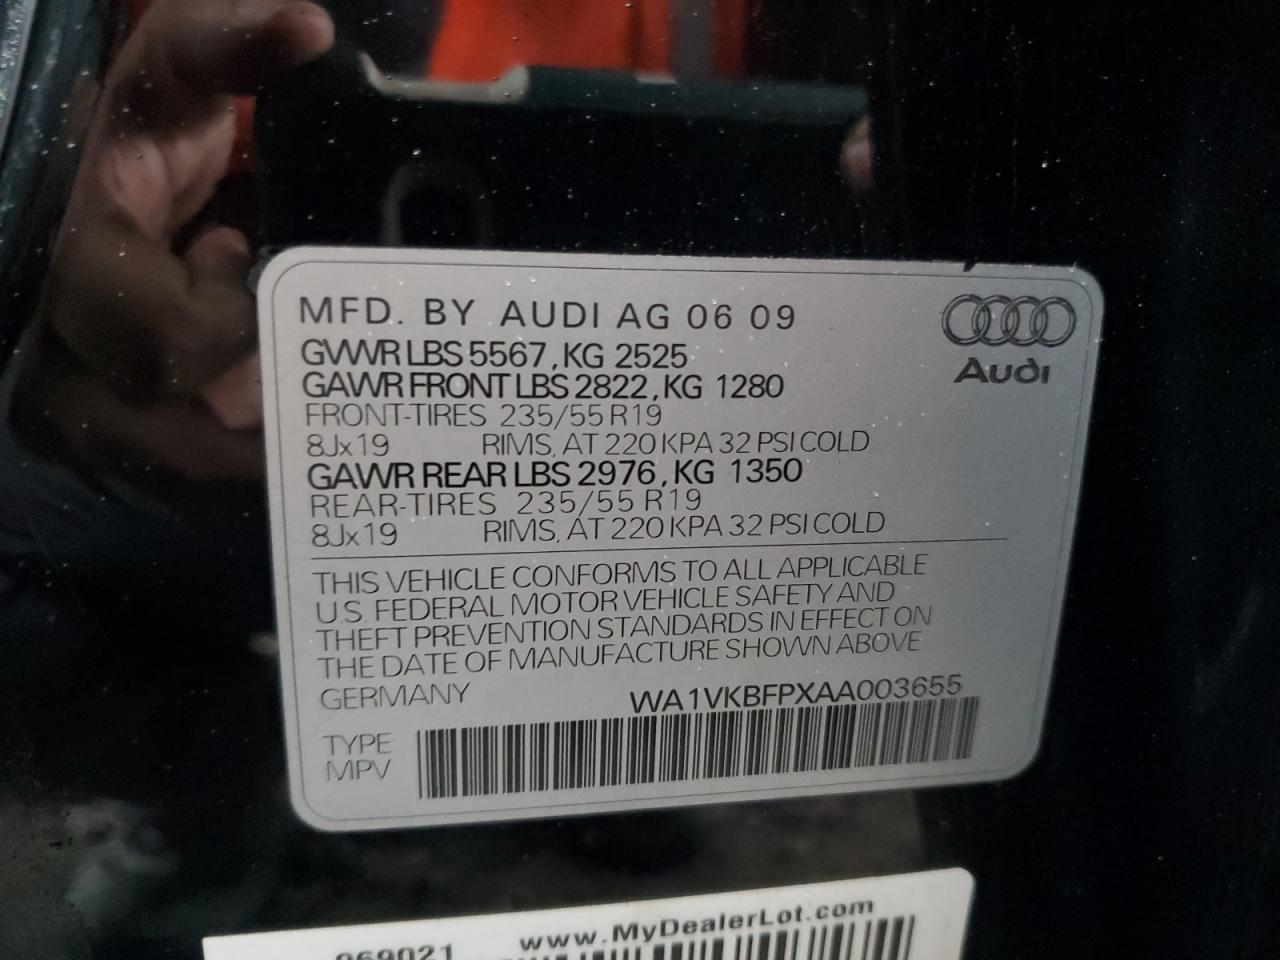 MFD. BY AUDI AG 06 09
GVWR LBS 5567, KG 2525
GAWR FRONT LBS 2822, KG 1280
FRONT-TIRES 235/55 R19
8Jx19 RIMS, AT 220 KPA 32 PSI COLD
GAWR REAR LBS 2976, KG 1350
REAR-TIRES 235/55 R19
8Jx19 RIMS, AT 220 KPA 32 PSI COLD
Audi
THIS VEHICLE CONFORMS TO ALL APPLICABLE
U.S. FEDERAL MOTOR VEHICLE SAFETY AND
THEFT PREVENTION STANDARDS IN EFFECT ON
THE DATE OF MANUFACTURE SHOWN ABOVE
GERMANY WA1VKBFPXAA003655
TYPE
MPV
www.MyDealerLot.com
069021